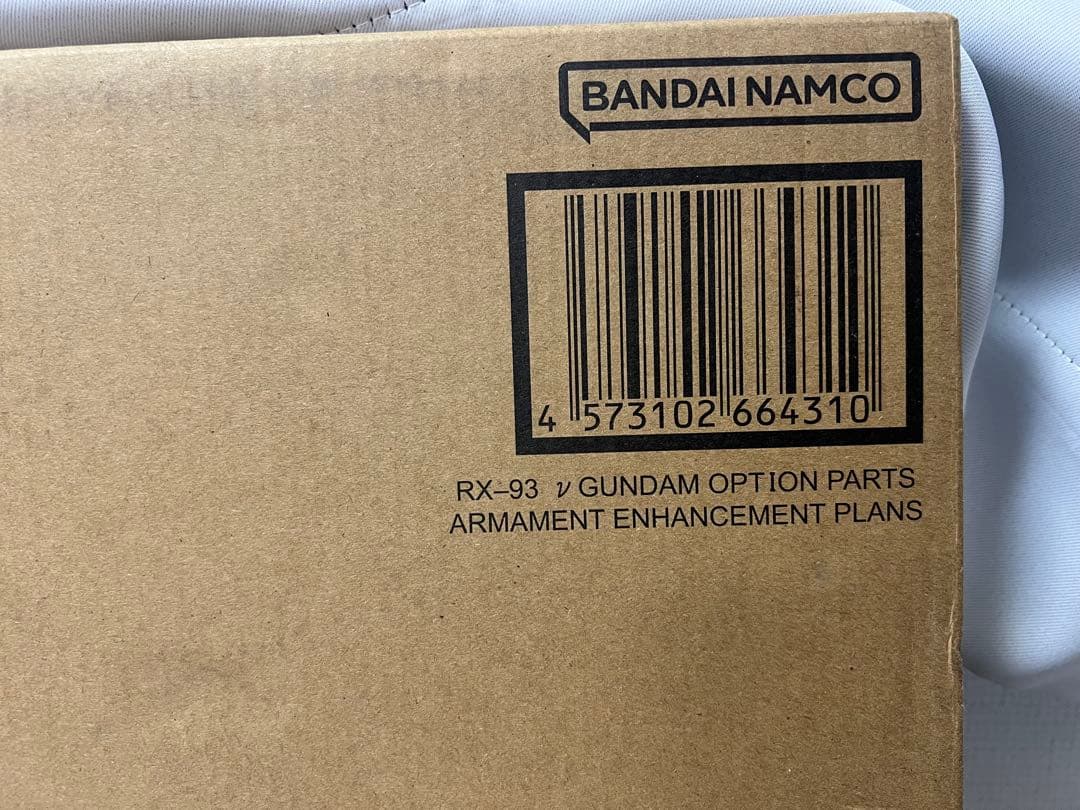 BANDAI NAMCO
4 573102 664310
RX–93 ν GUNDAM OPTION PARTS
ARMAMENT ENHANCEMENT PLANS